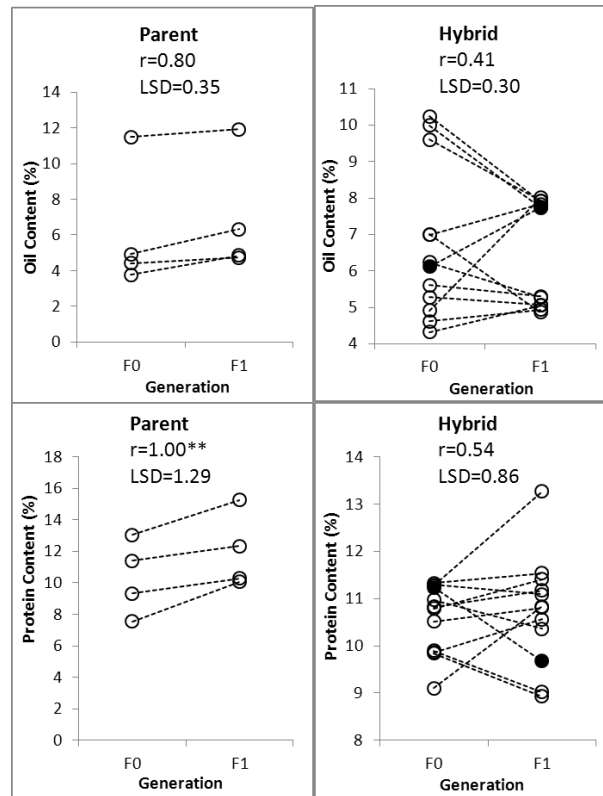 Parent
r=0.80
LSD=0.35
Oil Content (%)
14
12
10
8
6
4
2
0
F0
F1
Generation
Hybrid
r=0.41
LSD=0.30
Oil Content (%)
11
10
9
8
7
6
5
4
F0
F1
Generation
Parent
r=1.00**
LSD=1.29
Protein Content (%)
18
16
14
12
10
8
6
4
2
0
F0
F1
Generation
Hybrid
r=0.54
LSD=0.86
Protein Content (%)
14
13
12
11
10
9
8
F0
F1
Generation